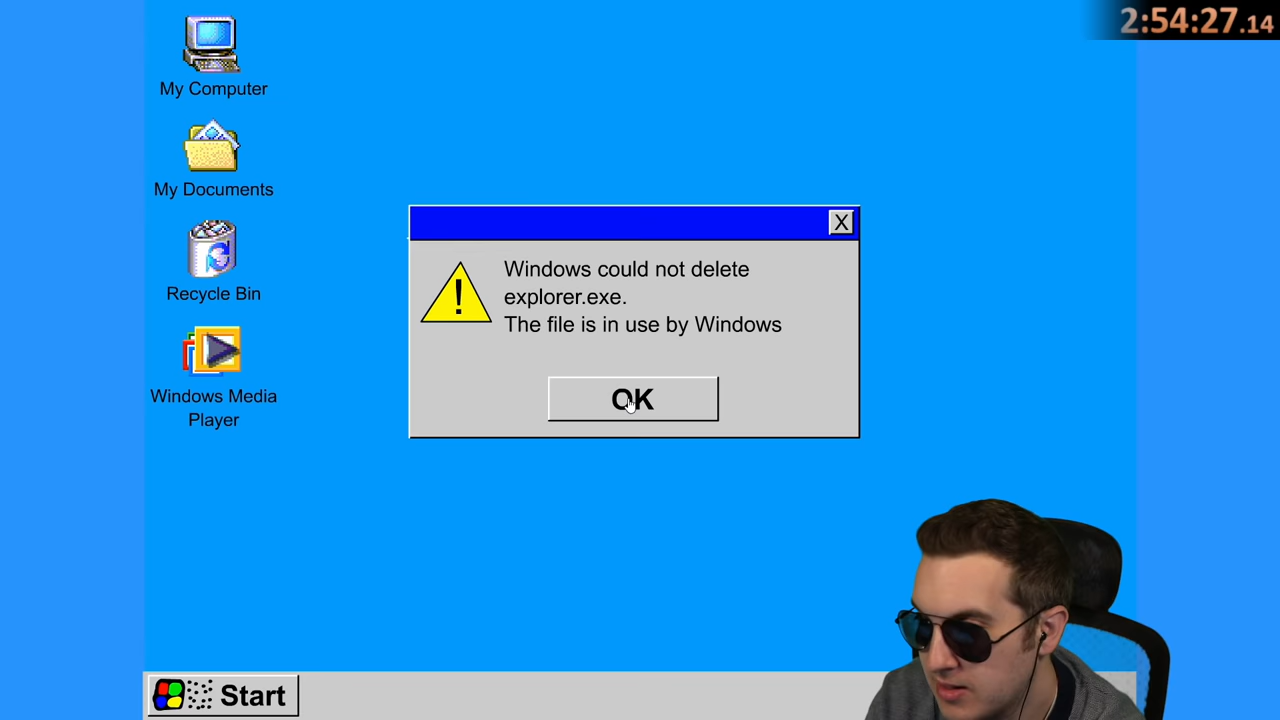 2:54:27.14
My Computer
My Documents
Recycle Bin
Windows Media
Player
X
Windows could not delete
explorer.exe.
The file is in use by Windows
!
OK
Start